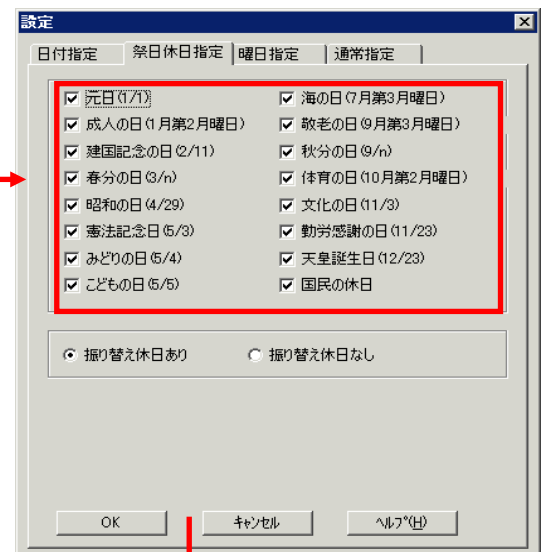 設定
日付指定 祭日休日指定 曜日指定 通常指定
元日(1/1) 海の日(7月第3月曜日)
成人の日(1月第2月曜日) 敬老の日(9月第3月曜日)
建国記念の日(2/11) 秋分の日(9/n)
春分の日(3/n) 体育の日(10月第2月曜日)
昭和の日(4/29) 文化の日(11/3)
憲法記念日(5/3) 勤労感謝の日(11/23)
みどりの日(5/4) 天皇誕生日(12/23)
こどもの日(5/5) 国民の休日
振り替え休日あり 振り替え休日なし
OK キャンセル ヘルプ(H)